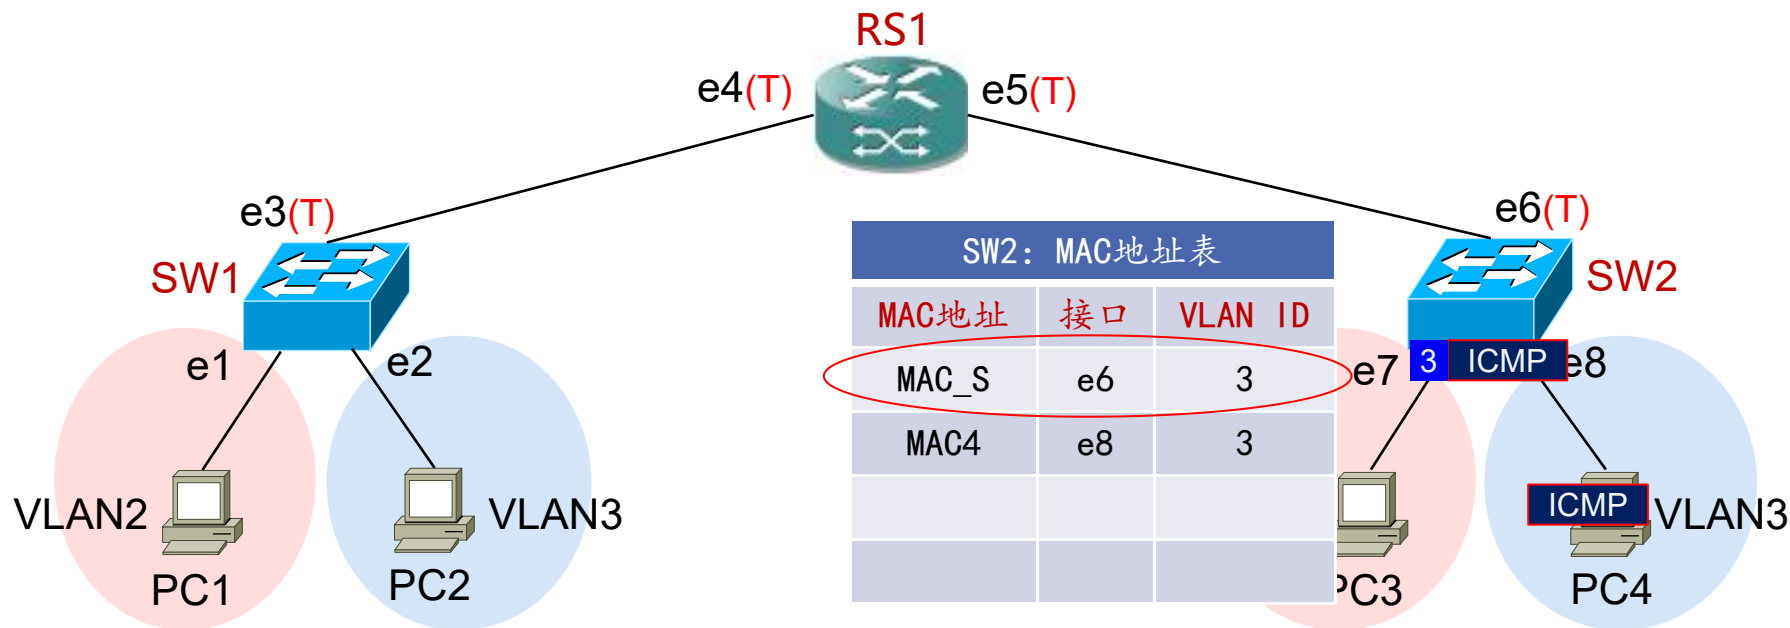 RS1
e4(T)
e5(T)
e3(T)
e6(T)
SW1
SW2
SW2: MAC地址表
MAC地址 接口 VLAN ID
MAC_S e6 3
MAC4 e8 3
e1
e2
e7
3 ICMP
e8
VLAN2
VLAN3
ICMP
VLAN3
PC1
PC2
PC3
PC4